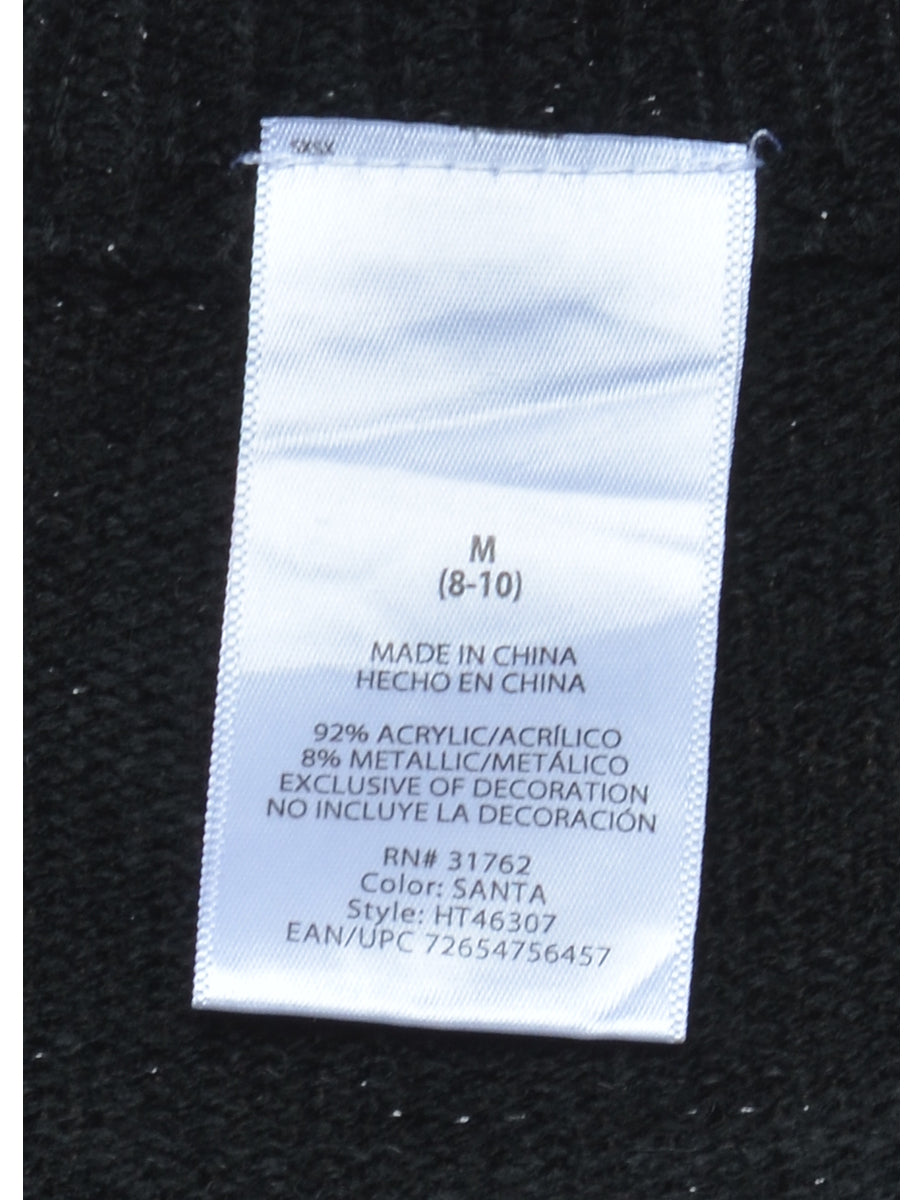 SXSX
M
(8-10)
MADE IN CHINA
HECHO EN CHINA
92% ACRYLIC/ACRÍLICO
8% METALLIC/METÁLICO
EXCLUSIVE OF DECORATION
NO INCLUYE LA DECORACIÓN
RN# 31762
Color: SANTA
Style: HT46307
EAN/UPC 72654756457